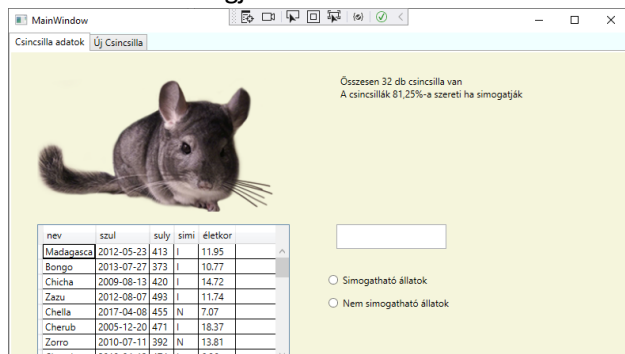 MainWindow
Csincsilla adatok Új Csincsilla
Összesen 32 db csincsilla van
A csincsillák 81,25%-a szereti ha simogatják
nev szul suly simi életkor
Madagasca 2012-05-23 413 I 11.95
Bongo 2013-07-27 373 I 10.77
Chicha 2009-08-13 420 I 14.72
Zazu 2012-08-07 493 I 11.74
Chella 2017-04-08 455 N 7.07
Cherub 2005-12-20 471 I 18.37
Zorro 2010-07-11 392 N 13.81
Simogatható állatok
Nem simogatható állatok